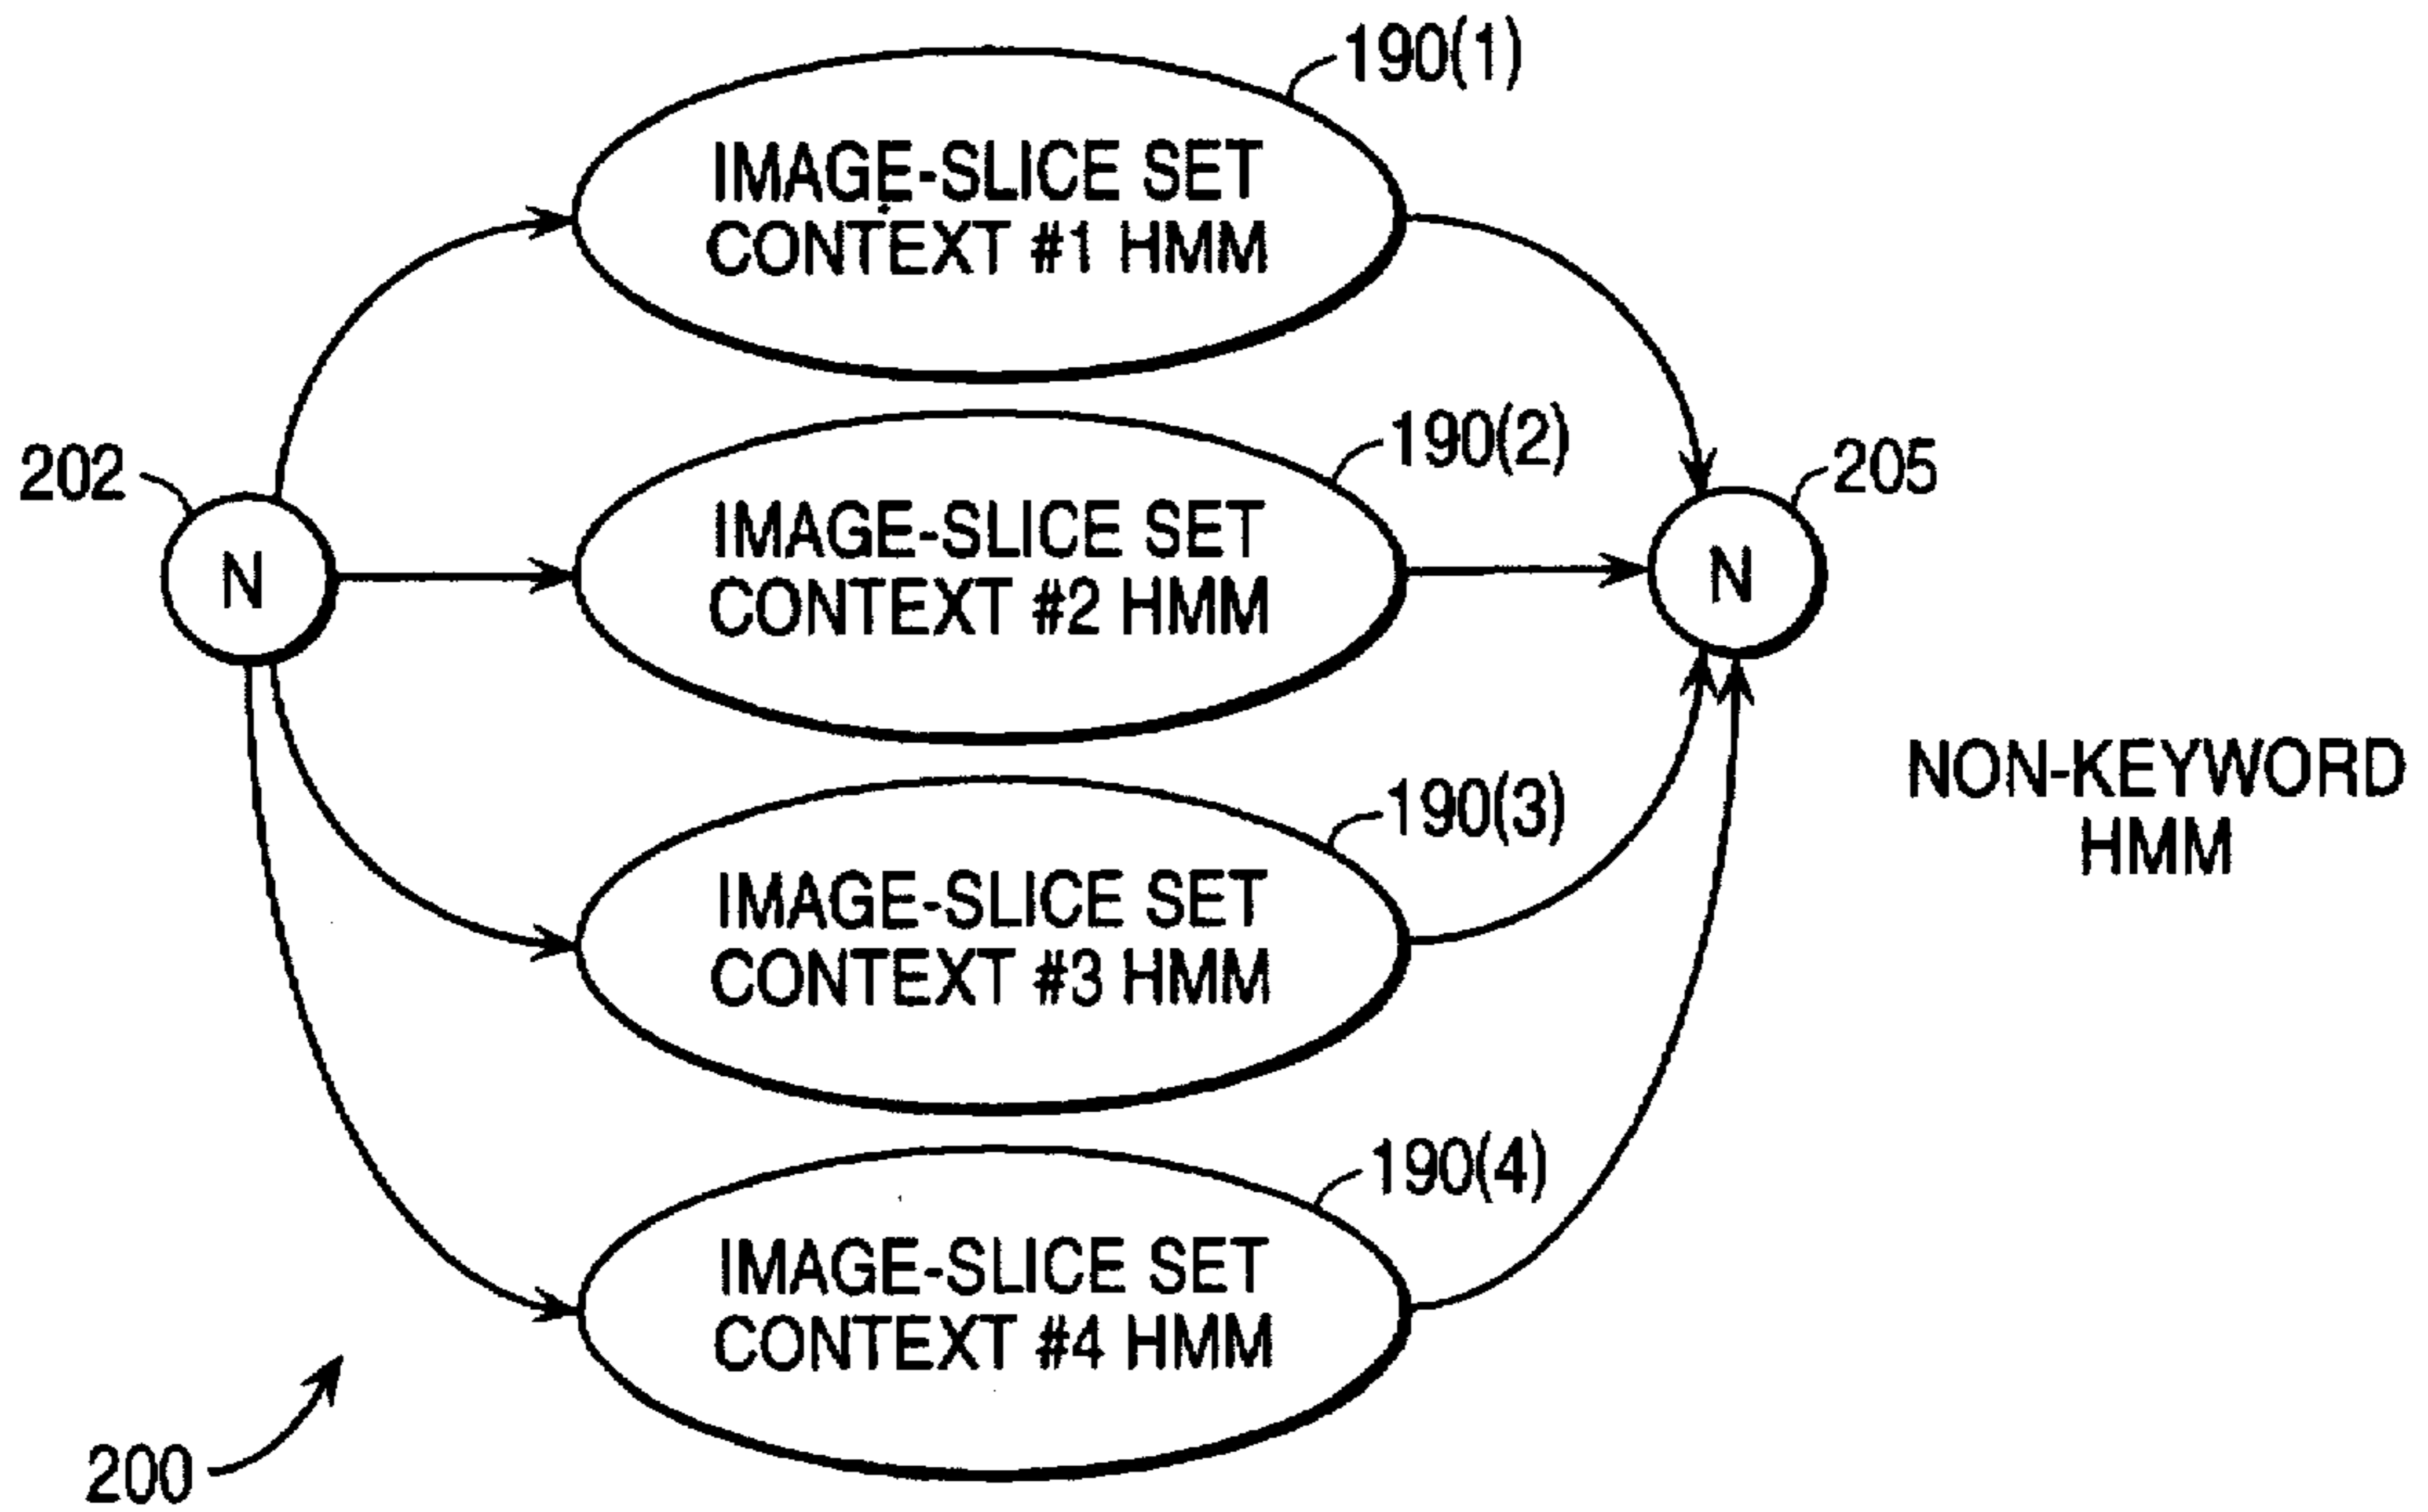 190(1)
IMAGE-SLICE SET
CONTEXT #1 HMM
190(2)
202
205
N
IMAGE-SLICE SET
CONTEXT #2 HMM
N
NON-KEYWORD
HMM
190(3)
IMAGE-SLICE SET
CONTEXT #3 HMM
190(4)
IMAGE-SLICE SET
CONTEXT #4 HMM
200